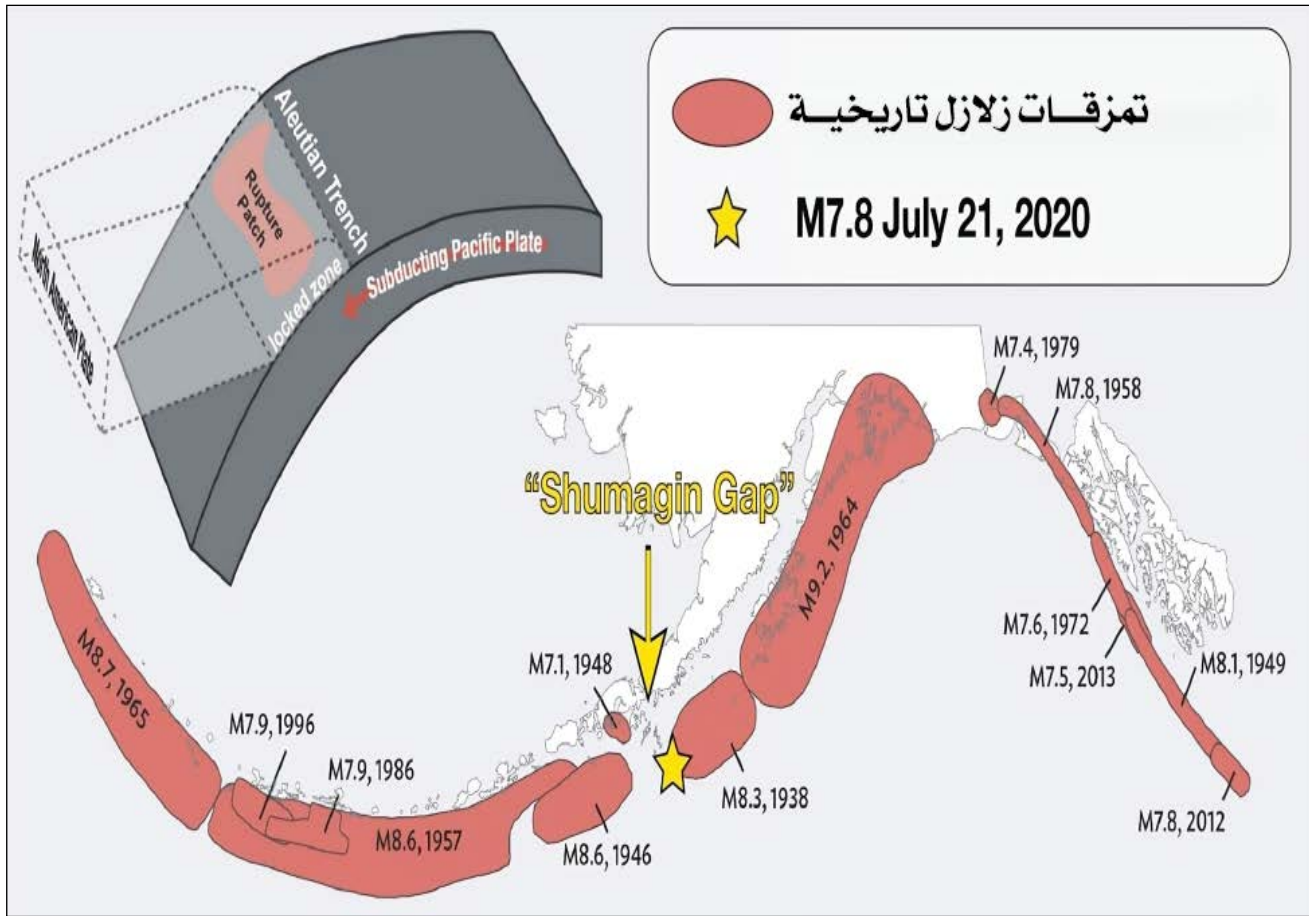 Aleutian Trench
Rupture
Patch
locked zone
Subducting Pacific Plate
North American Plate
تمزقات زلازل تاريخية
M7.8 July 21, 2020
“Shumagin Gap”
M7.4, 1979
M7.8, 1958
M9.2, 1964
M7.6, 1972
M7.5, 2013
M8.1, 1949
M7.8, 2012
M7.1, 1948
M8.7, 1965
M7.9, 1996
M7.9, 1986
M8.6, 1957
M8.6, 1946
M8.3, 1938